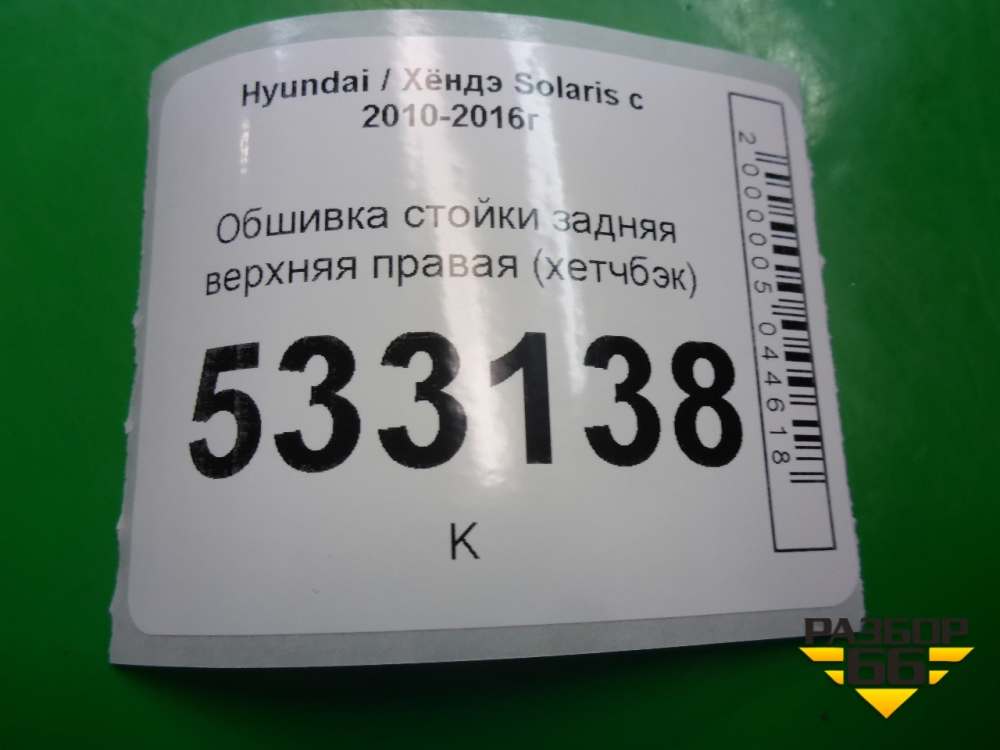 Hyundai / Хёндэ Solaris с
2010-2016г
Обшивка стойки задняя
верхняя правая (хетчбэк)
533138
К
2000005044618
РАЗБОР
66